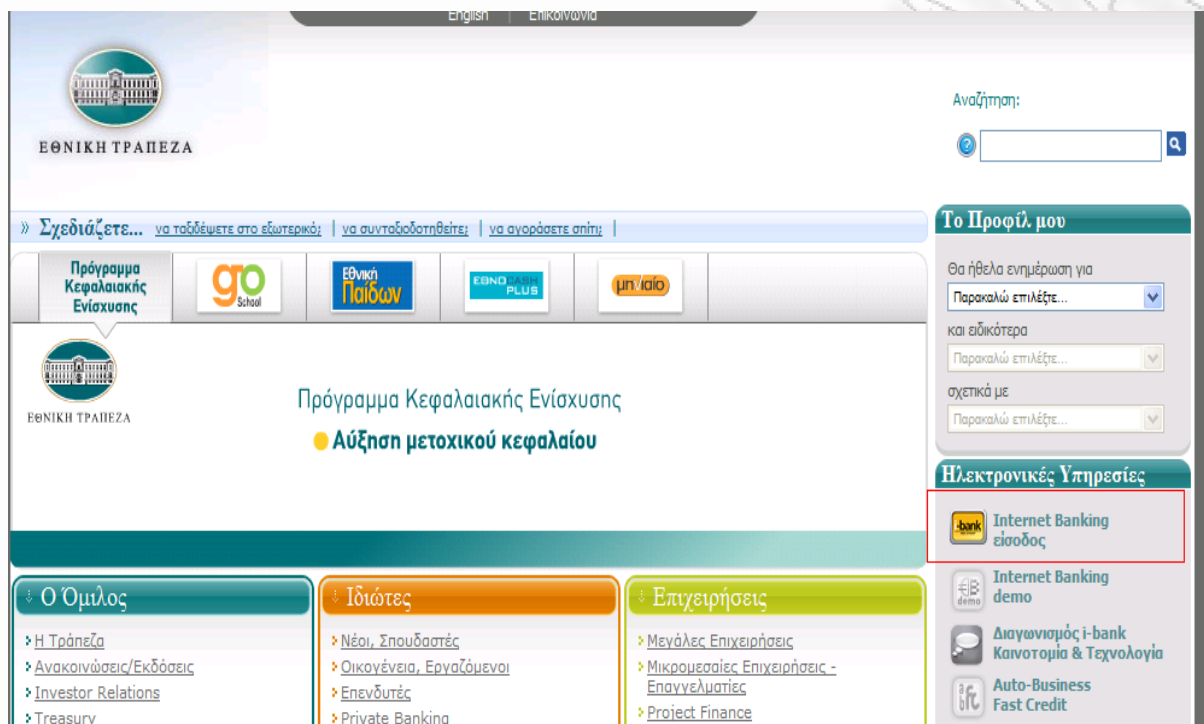 English | Επικοινωνία
ΕΘΝΙΚΗ ΤΡΑΠΕΖΑ
Αναζήτηση:
» Σχεδιάζετε... να ταξιδέψετε στο εξωτερικό; | να συνταξιοδοτηθείτε; | να αγοράσετε σπίτι; |
Πρόγραμμα
Κεφαλαιακής
Ενίσχυσης
go
School
Εθνική
Παίδων
ΕΘΝΟCASH
PLUS
μηνιαίο
ΕΘΝΙΚΗ ΤΡΑΠΕΖΑ
Πρόγραμμα Κεφαλαιακής Ενίσχυσης
Αύξηση μετοχικού κεφαλαίου
Το Προφίλ μου
Θα ήθελα ενημέρωση για
Παρακαλώ επιλέξτε...
και ειδικότερα
Παρακαλώ επιλέξτε...
σχετικά με
Παρακαλώ επιλέξτε...
Ηλεκτρονικές Υπηρεσίες
i-bank
Internet Banking
είσοδος
demo
Internet Banking
demo
Διαγωνισμός i-bank
Καινοτομία & Τεχνολογία
Auto-Business
Fast Credit
Ο Όμιλος
Η Τράπεζα
Ανακοινώσεις/Εκδόσεις
Investor Relations
Treasury
Ιδιώτες
Νέοι, Σπουδαστές
Οικογένεια, Εργαζόμενοι
Επενδυτές
Private Banking
Επιχειρήσεις
Μεγάλες Επιχειρήσεις
Μικρομεσαίες Επιχειρήσεις -
Επαγγελματίες
Project Finance